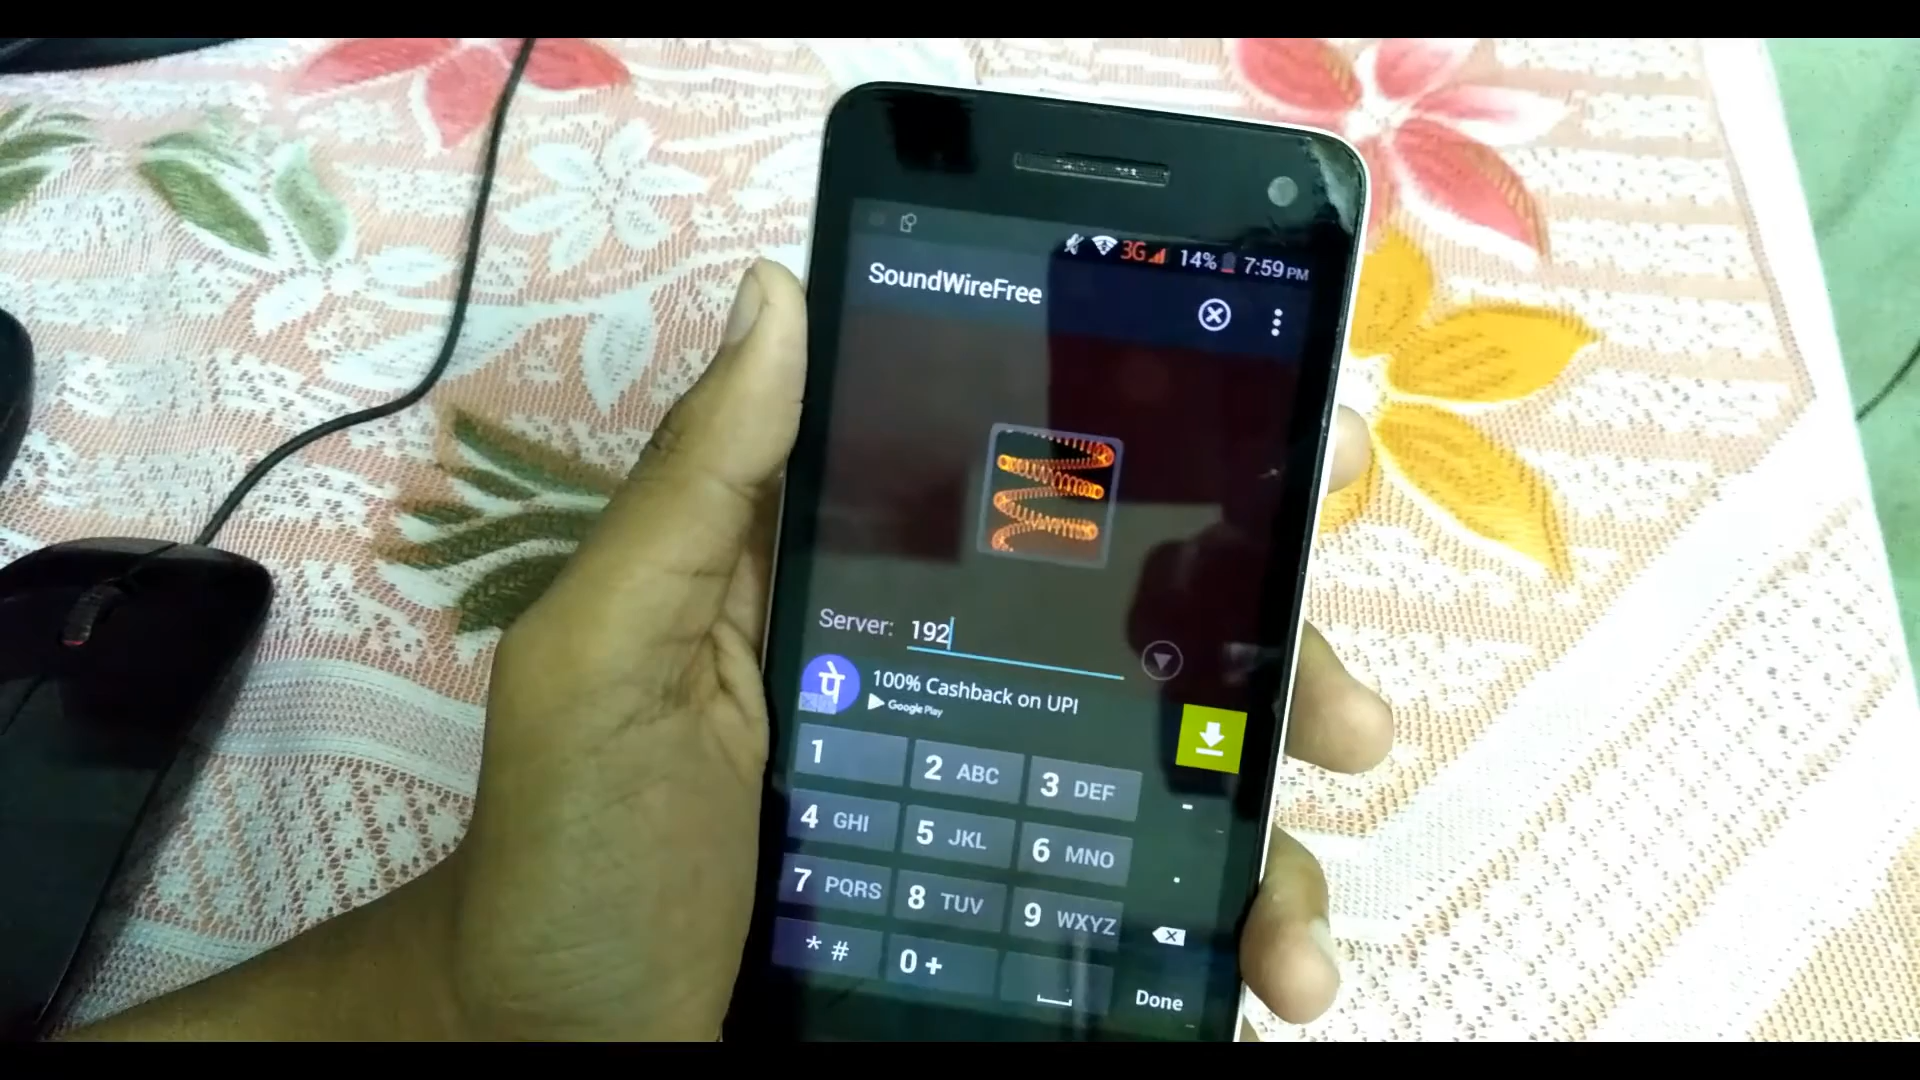 3G 14% 7:59 PM
SoundWireFree
Server: 192
पे
100% Cashback on UPI
Google Play
1
2 ABC
3 DEF
-
4 GHI
5 JKL
6 MNO
.
7 PQRS
8 TUV
9 WXYZ
* #
0 +
Done